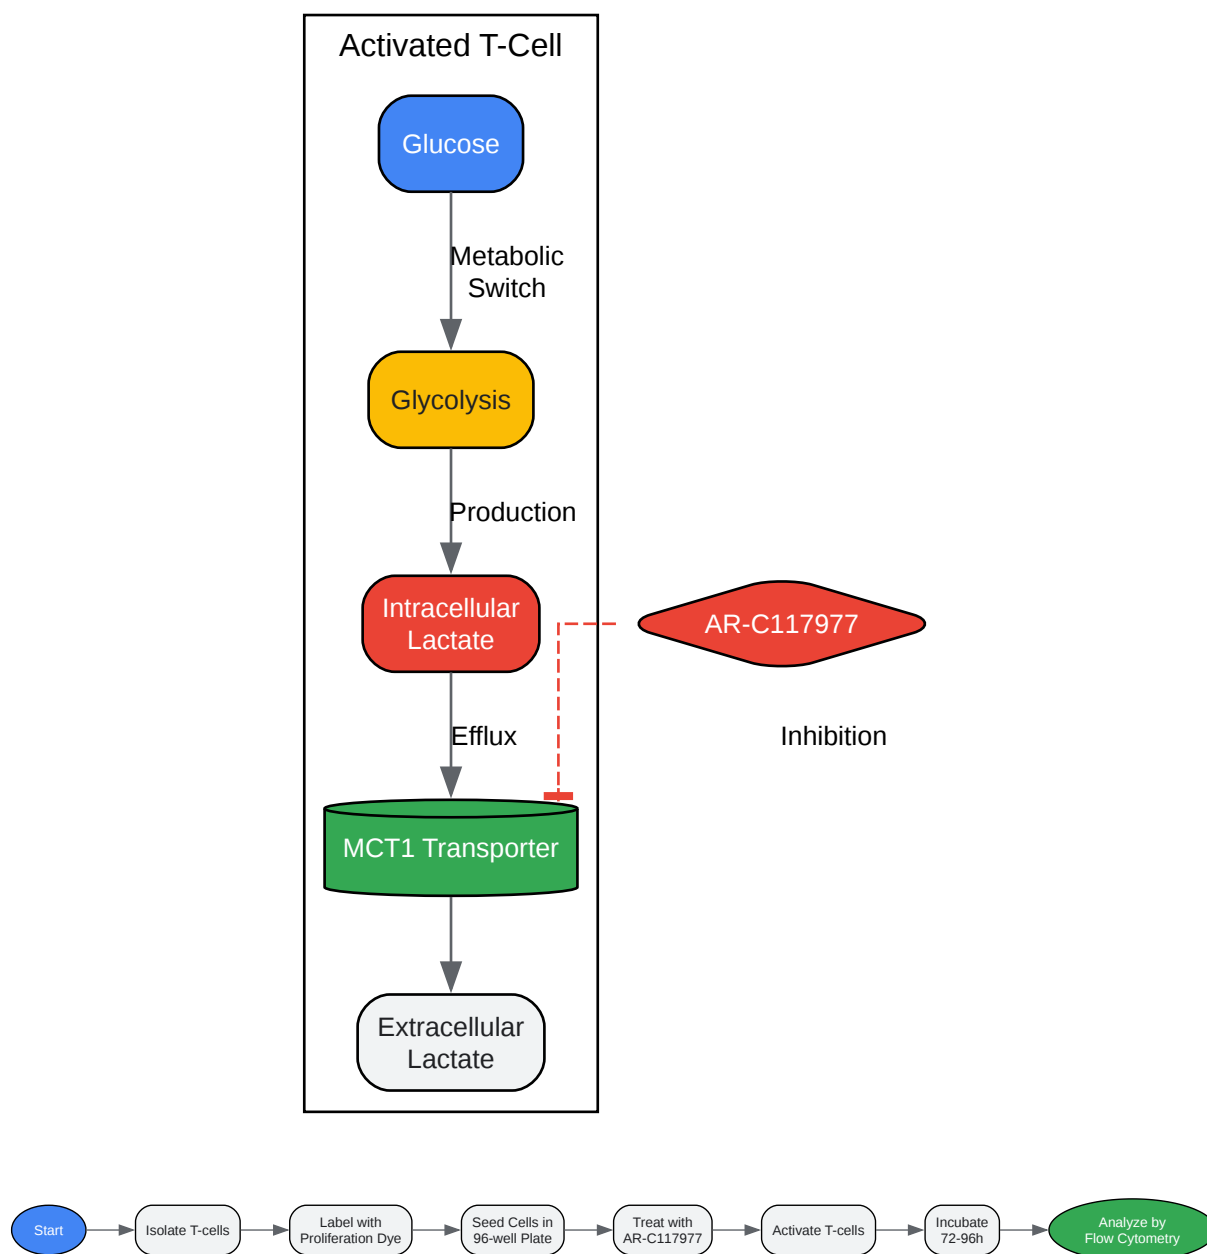 Activated T-Cell
Glucose
Metabolic
Switch
Glycolysis
Production
Intracellular
Lactate
AR-C117977
Efflux
Inhibition
MCT1 Transporter
Extracellular
Lactate
Start
Isolate T-cells
Label with
Proliferation Dye
Seed Cells in
96-well Plate
Treat with
AR-C117977
Activate T-cells
Incubate
72-96h
Analyze by
Flow Cytometry